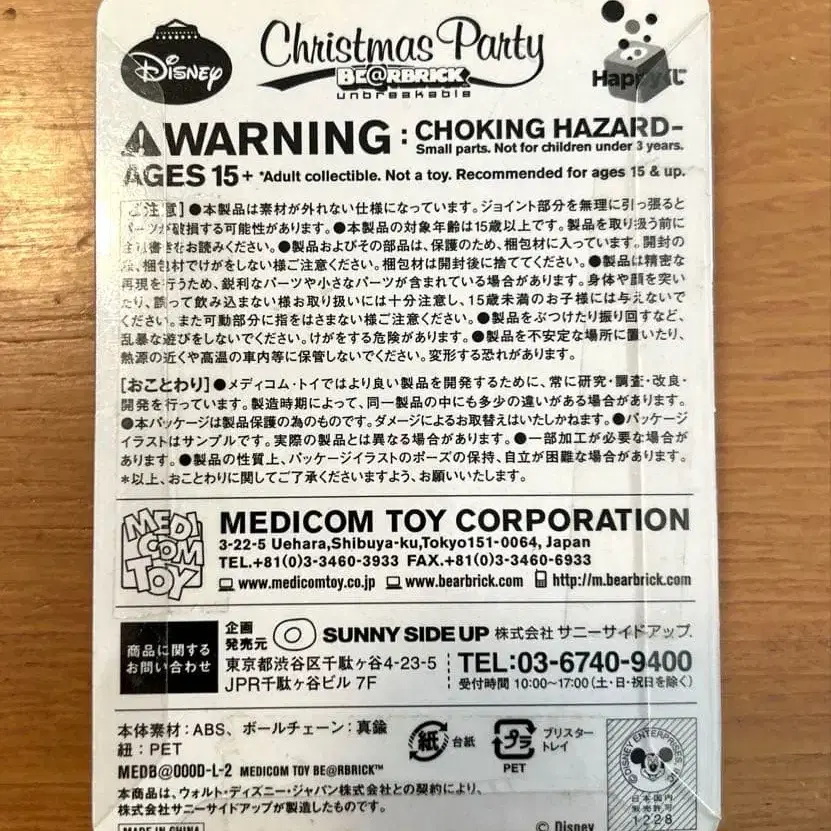 Disney
Christmas Party
BE@RBRICK
unbreakable
Happyくじ
WARNING : CHOKING HAZARD-
Small parts. Not for children under 3 years.
AGES 15+ *Adult collectible. Not a toy. Recommended for ages 15 & up.
[ご注意]●本製品は素材が外れない仕様になっています。ジョイント部分を無理に引っ張ると
パーツが破損する可能性があります。●本製品の対象年齢は15歳以上です。製品を取り扱う前に
注意書きをお読みください。●製品およびその部品は、保護のため、梱包材に入っています。開封の
際、梱包材でけがをしない様ご注意ください。梱包材は開封後に捨ててください。●製品は精密な
再現を行うため、鋭利なパーツや小さなパーツが含まれている場合があります。身体や顔を突い
たり、誤って飲み込まない様お取り扱いには十分注意し、15歳未満のお子様には与えないで
ください。また可動部分に指をはさまない様ご注意ください。●製品をぶつけたり振り回すなど、
乱暴な遊びをしないでください。けがをする危険があります。●製品を不安定な場所に置いたり、
熱源の近くや高温の車内等に保管しないでください。変形する恐れがあります。
[おことわり]●メディコム・トイではより良い製品を開発するために、常に研究・調査・改良・
開発を行っています。製造時期によって、同一製品の中にも多少の違いがある場合があります。
●本パッケージは製品保護の為のものです。ダメージによるお取替えはいたしかねます。●パッケージ
イラストはサンプルです。実際の製品とは異なる場合があります。●一部加工が必要な場合が
あります。●製品の性質上、パッケージイラストのポーズの保持、自立が困難な場合があります。
*以上、おことわりに関してご了承くださいますよう、お願いいたします。
MEDI
COM
TOY
MEDICOM TOY CORPORATION
3-22-5 Uehara,Shibuya-ku,Tokyo151-0064, Japan
TEL.+81(0)3-3460-3933 FAX.+81(0)3-3460-6933
www.medicomtoy.co.jp www.bearbrick.com http://m.bearbrick.com
商品に関する
お問い合わせ
企画
発売元
SUNNY SIDE UP 株式会社 サニーサイドアップ.
東京都渋谷区千駄ヶ谷4-23-5
JPR千駄ヶ谷ビル 7F
TEL:03-6740-9400
受付時間 10:00〜17:00(土・日・祝日を除く)
本体素材:ABS、ボールチェーン:真鍮
紐:PET
紙 台紙
プラ
PET
ブリスター
トレイ
MEDB@000D-L-2 MEDICOM TOY BE@RBRICK™
本商品は、ウォルト・ディズニー・ジャパン株式会社との契約により、
株式会社サニーサイドアップが製造したものです。
MADE IN CHINA
© Disney
©DISNEY ENTERPRISES, INC.
日本国内
販売許可
1228